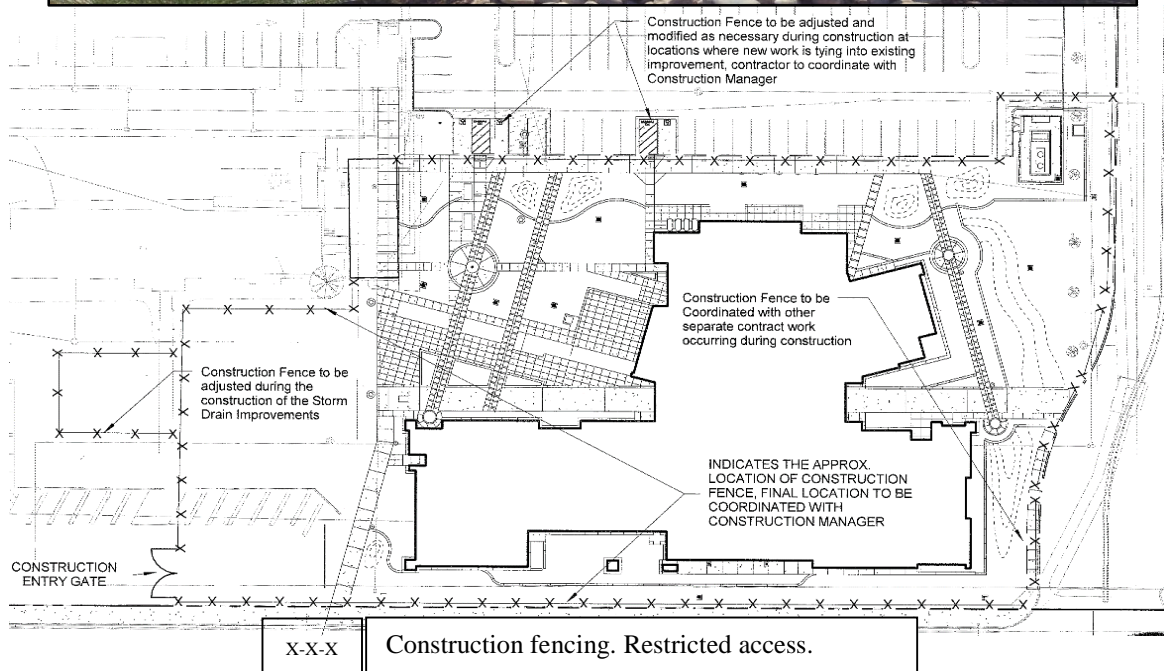 Construction Fence to be adjusted and
modified as necessary during construction at
locations where new work is tying into existing
improvement, contractor to coordinate with
Construction Manager
Construction Fence to be
Coordinated with other
separate contract work
occurring during construction
Construction Fence to be
adjusted during the
construction of the Storm
Drain Improvements
INDICATES THE APPROX.
LOCATION OF CONSTRUCTION
FENCE, FINAL LOCATION TO BE
COORDINATED WITH
CONSTRUCTION MANAGER
CONSTRUCTION
ENTRY GATE
X-X-X
Construction fencing. Restricted access.